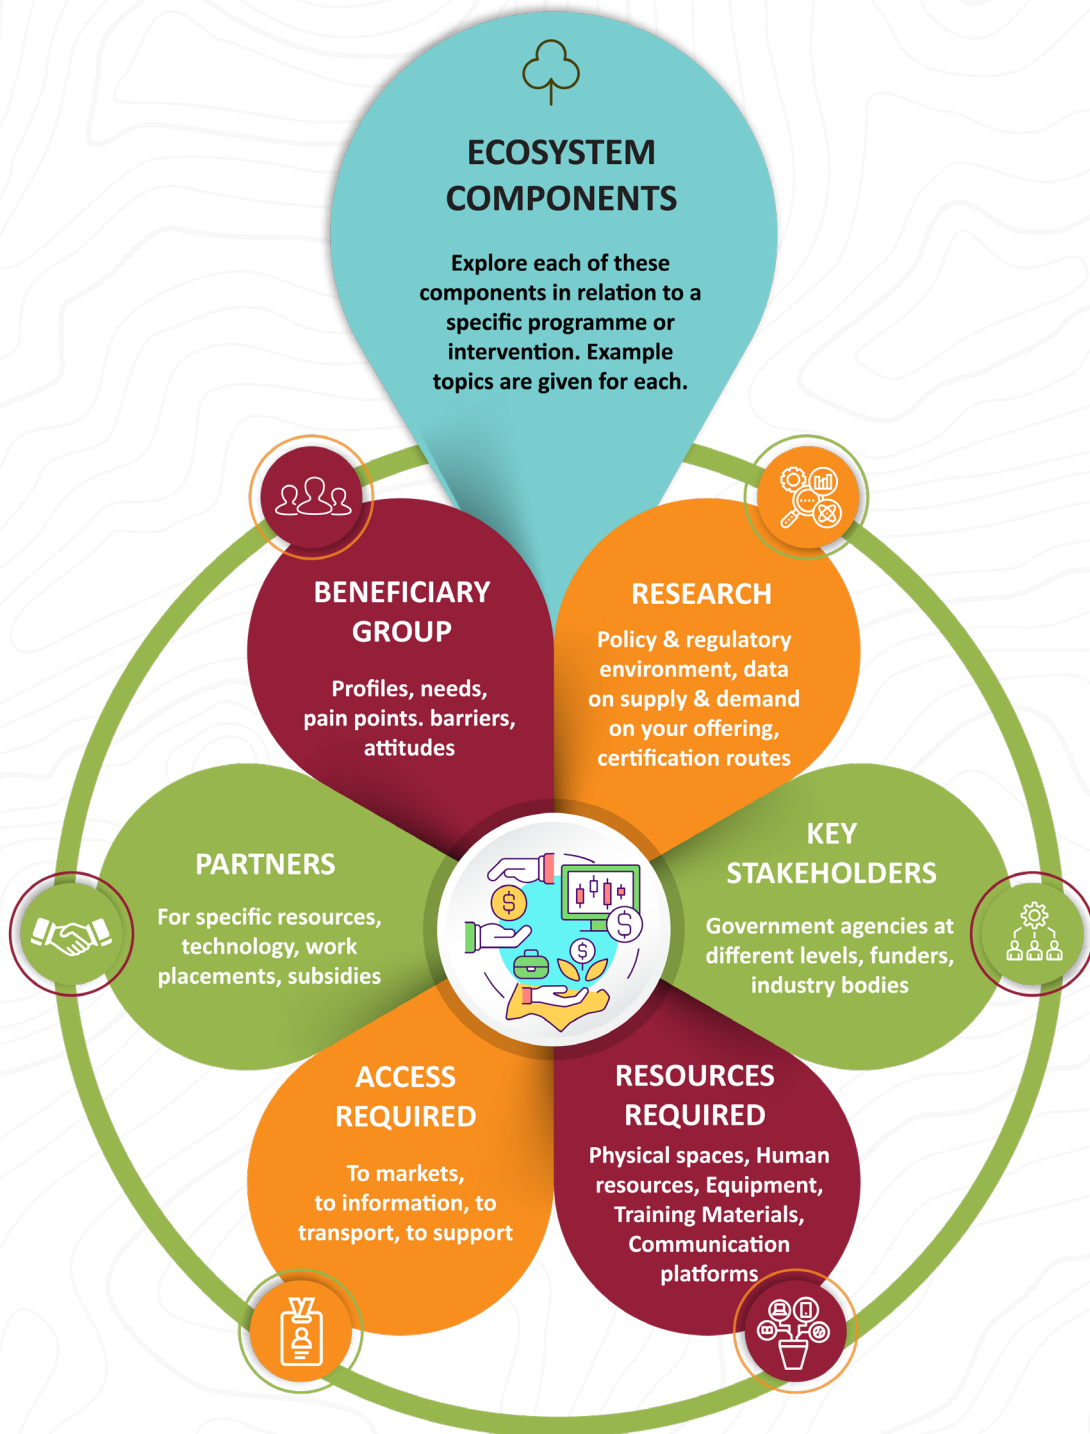 ECOSYSTEM
COMPONENTS
Explore each of these
components in relation to a
specific programme or
intervention. Example
topics are given for each.
BENEFICIARY
GROUP
Profiles, needs,
pain points. barriers,
attitudes
RESEARCH
Policy & regulatory
environment, data
on supply & demand
on your offering,
certification routes
PARTNERS
For specific resources,
technology, work
placements, subsidies
KEY
STAKEHOLDERS
Government agencies at
different levels, funders,
industry bodies
ACCESS
REQUIRED
To markets,
to information, to
transport, to support
RESOURCES
REQUIRED
Physical spaces, Human
resources, Equipment,
Training Materials,
Communication
platforms